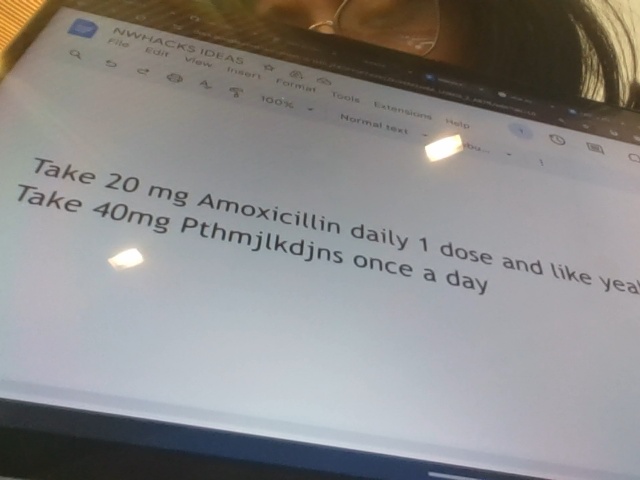 NWHACKS IDEAS
File Edit View Insert Format Tools Extensions Help
100% Normal text
Take 20 mg Amoxicillin daily 1 dose and like yea
Take 40mg Pthmjlkdjns once a day